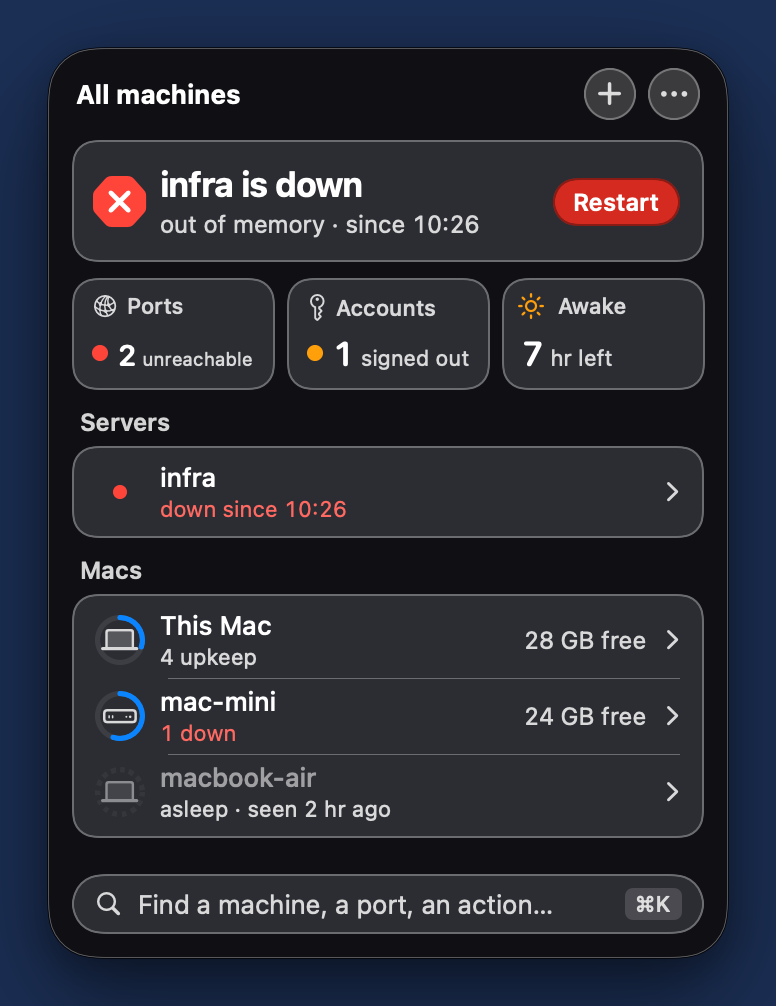 All machines
infra is down
out of memory · since 10:26
Restart
Ports
2 unreachable
Accounts
1 signed out
Awake
7 hr left
Servers
infra
down since 10:26
Macs
This Mac
4 upkeep
28 GB free
mac-mini
1 down
24 GB free
macbook-air
asleep · seen 2 hr ago
Find a machine, a port, an action...
⌘K